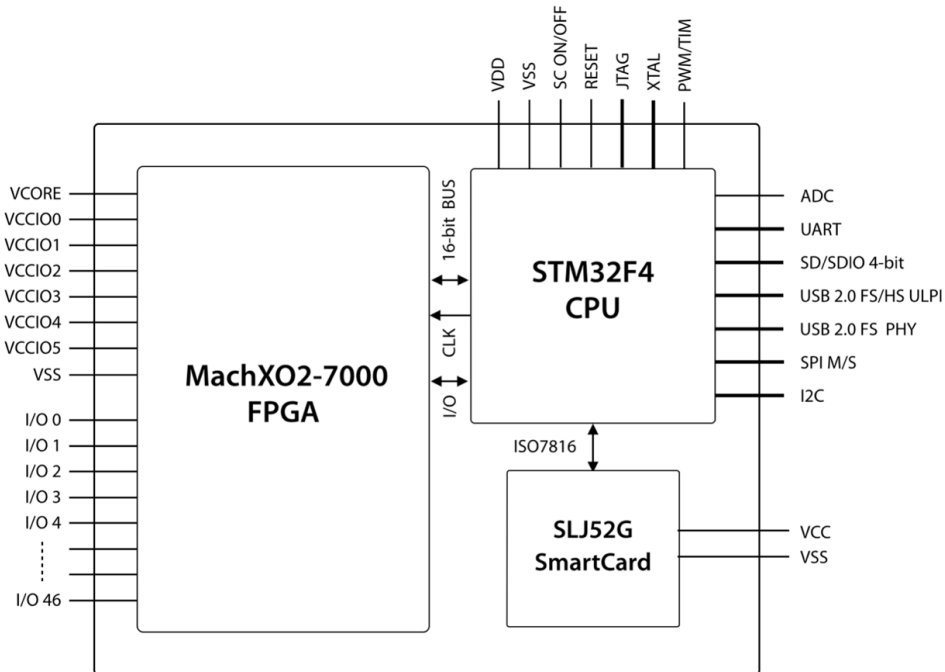 VDD
VSS
SC ON/OFF
RESET
JTAG
XTAL
PWM/TIM
VCORE
VCCIO0
VCCIO1
VCCIO2
VCCIO3
VCCIO4
VCCIO5
VSS
I/O 0
I/O 1
I/O 2
I/O 3
I/O 4
I/O 46
MachXO2-7000
FPGA
16-bit BUS
CLK
I/O
STM32F4
CPU
ADC
UART
SD/SDIO 4-bit
USB 2.0 FS/HS ULPI
USB 2.0 FS PHY
SPI M/S
I2C
ISO7816
SLJ52G
SmartCard
VCC
VSS